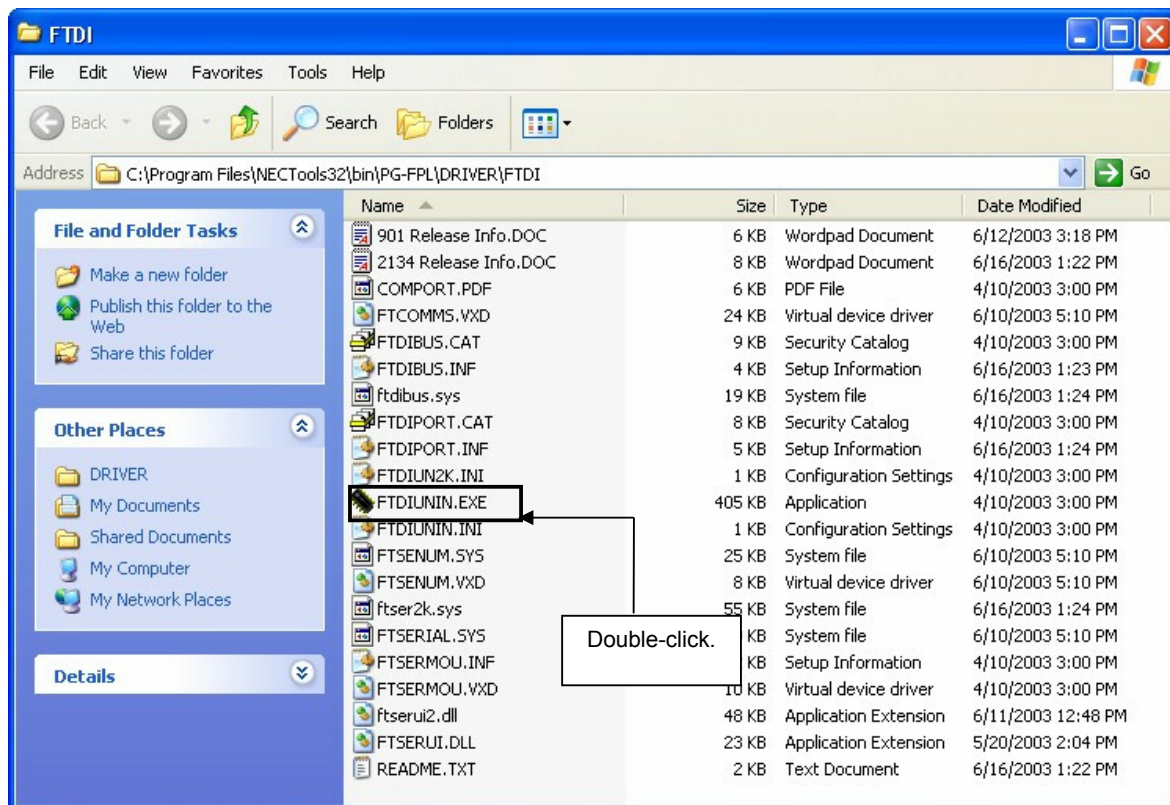 FTDI
File Edit View Favorites Tools Help
Back Search Folders
Address C:\Program Files\NECTools32\bin\PG-FPL\DRIVER\FTDI Go
File and Folder Tasks
Make a new folder
Publish this folder to the
Web
Share this folder
Other Places
DRIVER
My Documents
Shared Documents
My Computer
My Network Places
Details
Name Size Type Date Modified
901 Release Info.DOC 6 KB Wordpad Document 6/12/2003 3:18 PM
2134 Release Info.DOC 8 KB Wordpad Document 6/16/2003 1:22 PM
COMPORT.PDF 6 KB PDF File 4/10/2003 3:00 PM
FTCOMMS.VXD 24 KB Virtual device driver 6/10/2003 5:10 PM
FTDIBUS.CAT 9 KB Security Catalog 4/10/2003 3:00 PM
FTDIBUS.INF 4 KB Setup Information 6/16/2003 1:23 PM
ftdibus.sys 19 KB System file 6/16/2003 1:24 PM
FTDIPORT.CAT 8 KB Security Catalog 4/10/2003 3:00 PM
FTDIPORT.INF 5 KB Setup Information 6/16/2003 1:24 PM
FTDIUN2K.INI 1 KB Configuration Settings 4/10/2003 3:00 PM
FTDIUNIN.EXE 405 KB Application 4/10/2003 3:00 PM
FTDIUNIN.INI 1 KB Configuration Settings 4/10/2003 3:00 PM
FTSENUM.SYS 25 KB System file 6/10/2003 5:10 PM
FTSENUM.VXD 8 KB Virtual device driver 6/10/2003 5:10 PM
ftser2k.sys 55 KB System file 6/16/2003 1:24 PM
FTSERIAL.SYS KB System file 6/10/2003 5:10 PM
FTSERMOU.INF KB Setup Information 4/10/2003 3:00 PM
FTSERMOU.VXD 10 KB Virtual device driver 4/10/2003 3:00 PM
ftserui2.dll 48 KB Application Extension 6/11/2003 12:48 PM
FTSERUI.DLL 23 KB Application Extension 5/20/2003 2:04 PM
README.TXT 2 KB Text Document 6/16/2003 1:22 PM
Double-click.